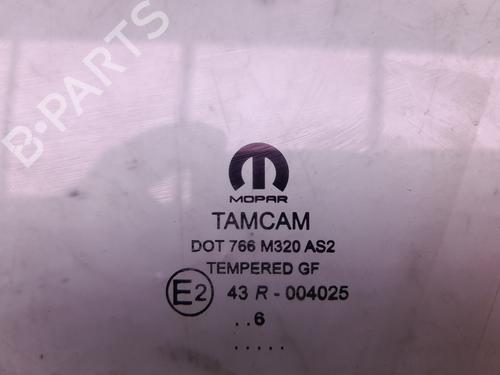 B-PARTS
MOPAR
TAMCAM
DOT 766 M320 AS2
TEMPERED GF
E2 43 R - 004025
. . 6
. . . . .